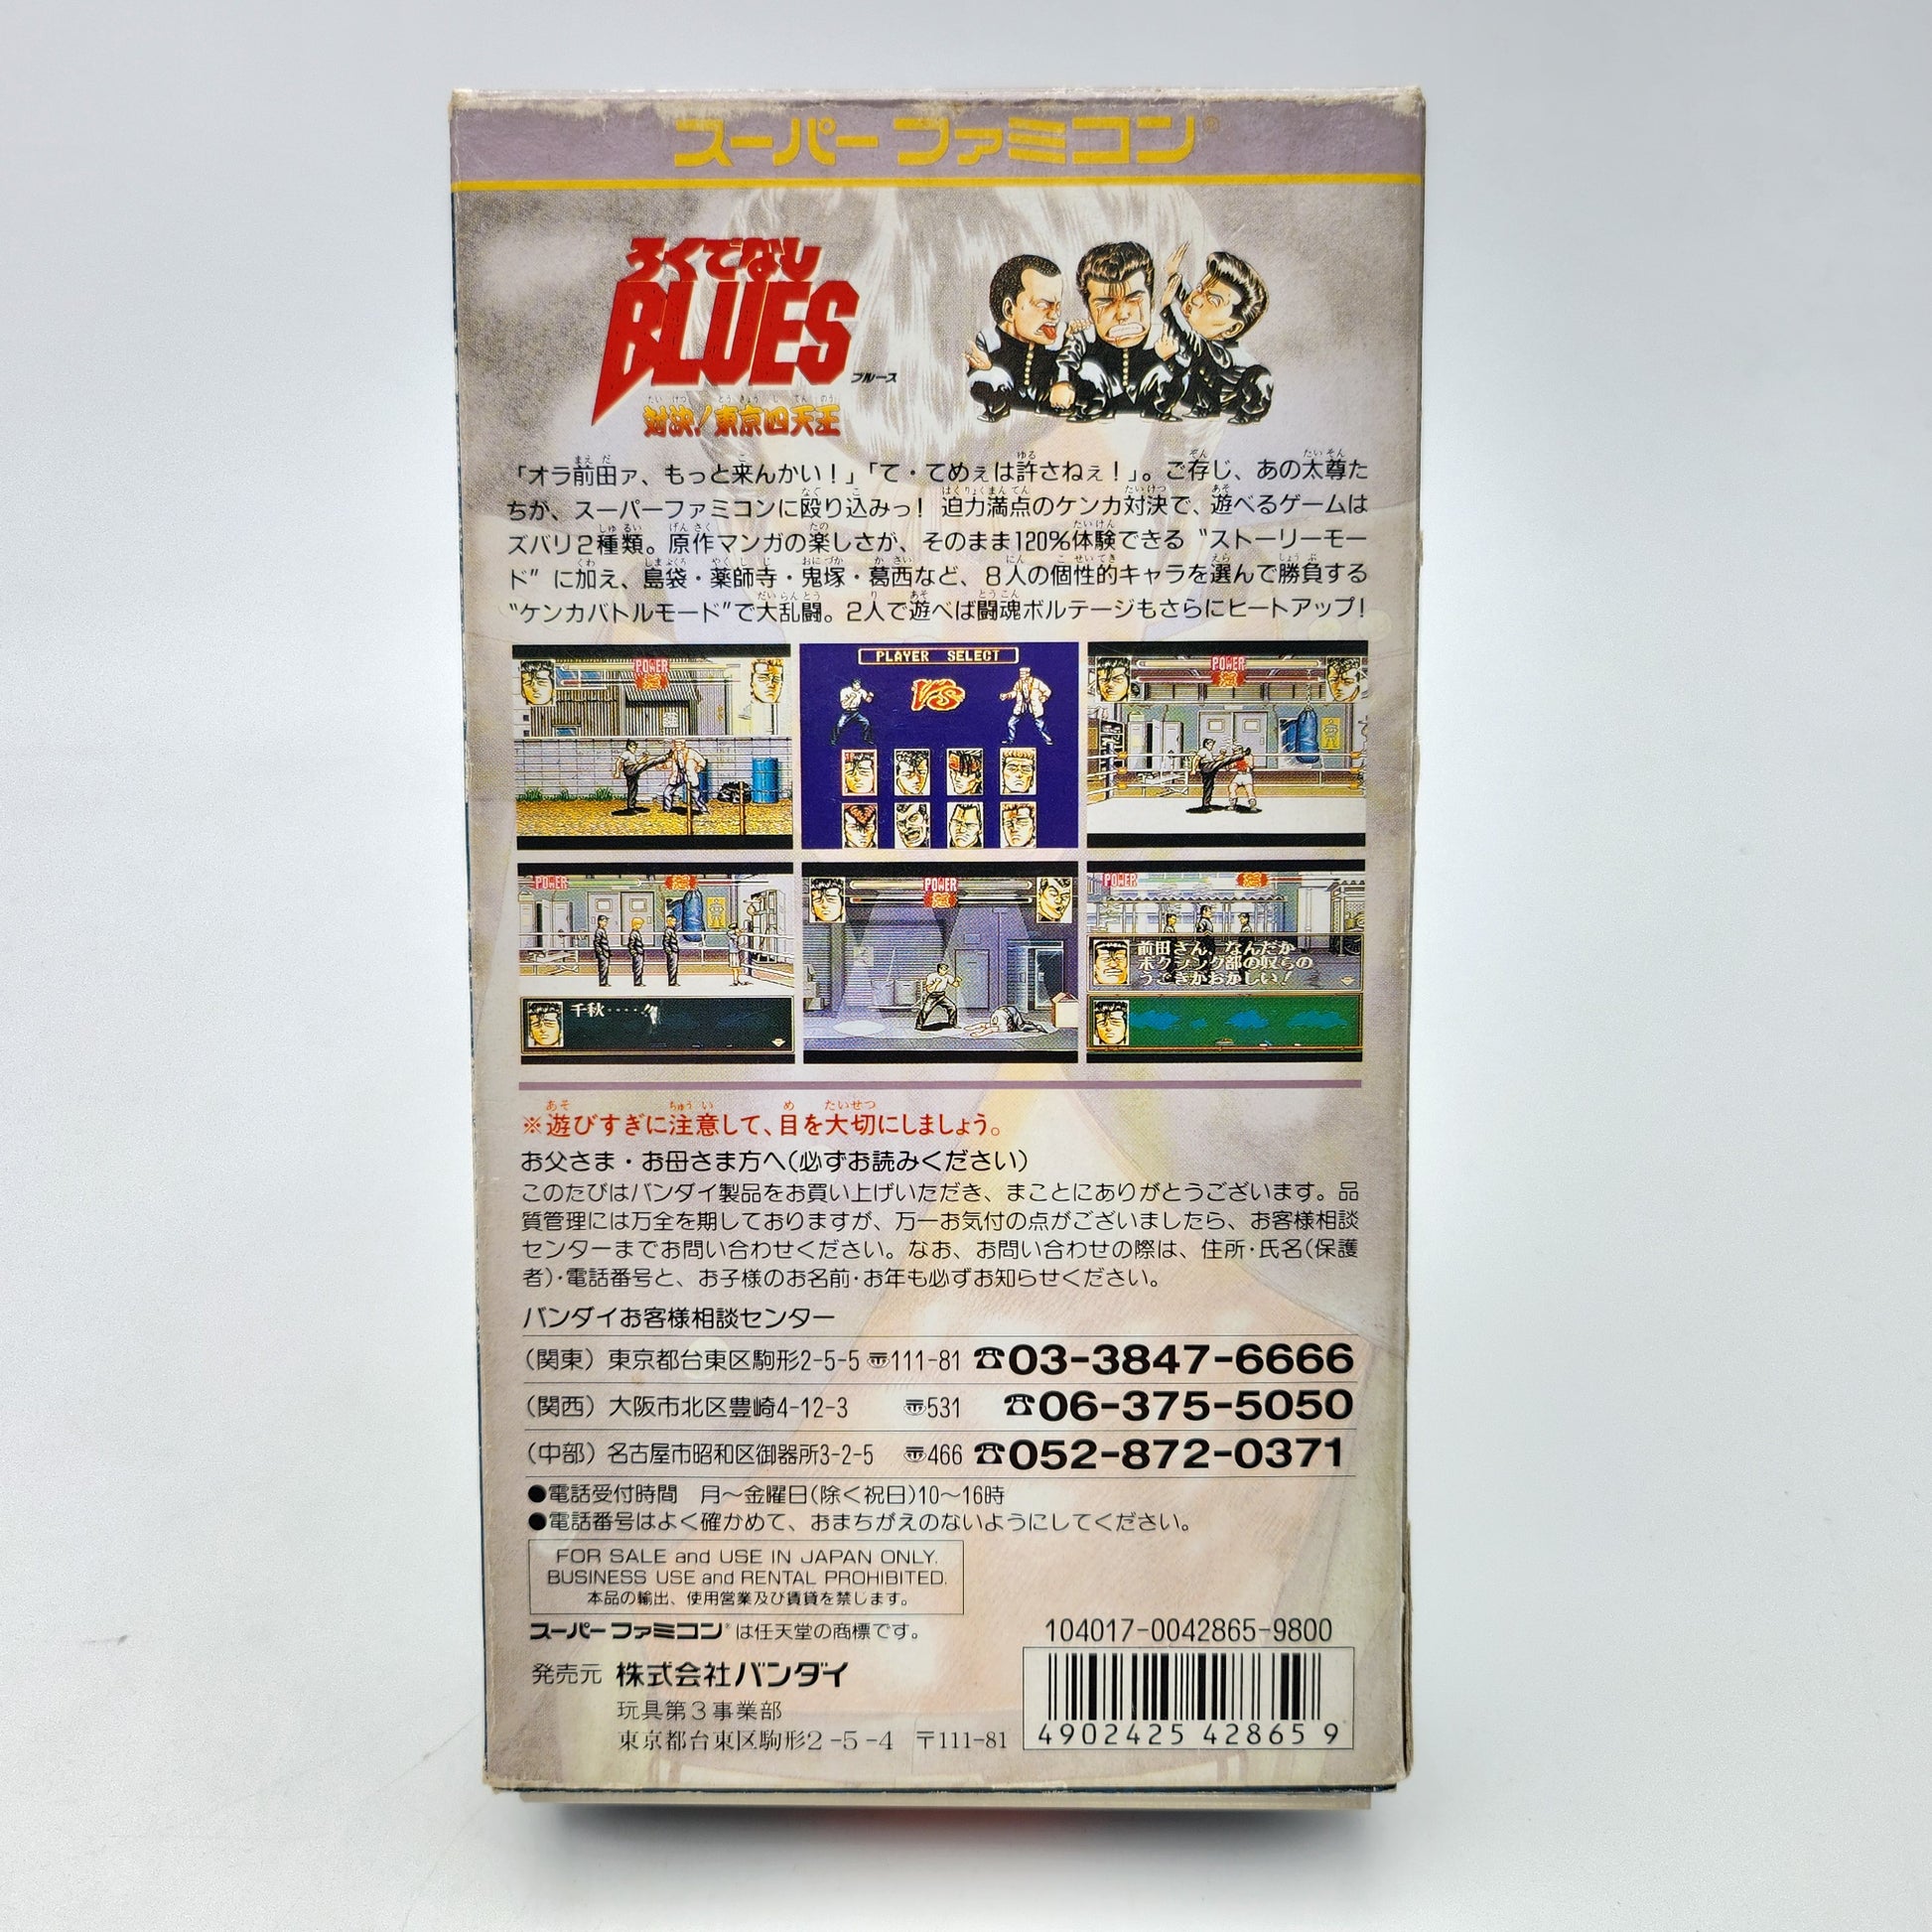 スーパーファミコン®
ろくでなし
BLUES
ブルース
対決!東京四天王
「オラ前田ァ、もっと来んかい!」「て・てめぇは許さねぇ!」。ご存じ、あの太尊た
ちが、スーパーファミコンに殴り込みっ! 迫力満点のケンカ対決で、遊べるゲームは
ズバリ2種類。原作マンガの楽しさが、そのまま120%体験できる“ストーリーモー
ド”に加え、島袋・薬師寺・鬼塚・葛西など、8人の個性的キャラを選んで勝負する
“ケンカバトルモード”で大乱闘。2人で遊べば闘魂ボルテージもさらにヒートアップ!
POWER
PLAYER SELECT
VS
POWER
POWER
千秋‥‥!!
POWER
POWER
前田さん、なんだか
ボクシング部の奴らの
うごきがおかしい!
※遊びすぎに注意して、目を大切にしましょう。
お父さま・お母さま方へ(必ずお読みください)
このたびはバンダイ製品をお買い上げいただき、まことにありがとうございます。品
質管理には万全を期しておりますが、万一お気付の点がございましたら、お客様相談
センターまでお問い合わせください。なお、お問い合わせの際は、住所・氏名(保護
者)・電話番号と、お子様のお名前・お年も必ずお知らせください。
バンダイお客様相談センター
(関東) 東京都台東区駒形2-5-5 〠111-81 ☎03-3847-6666
(関西) 大阪市北区豊崎4-12-3 〠531 ☎06-375-5050
(中部) 名古屋市昭和区御器所3-2-5 〠466 ☎052-872-0371
●電話受付時間 月〜金曜日(除く祝日)10〜16時
●電話番号はよく確かめて、おまちがえのないようにしてください。
FOR SALE and USE IN JAPAN ONLY.
BUSINESS USE and RENTAL PROHIBITED.
本品の輸出、使用営業及び賃貸を禁じます。
スーパーファミコン®は任天堂の商標です。
発売元 株式会社バンダイ
玩具第3事業部
東京都台東区駒形2-5-4 〒111-81
104017-0042865-9800
4902425 42865 9